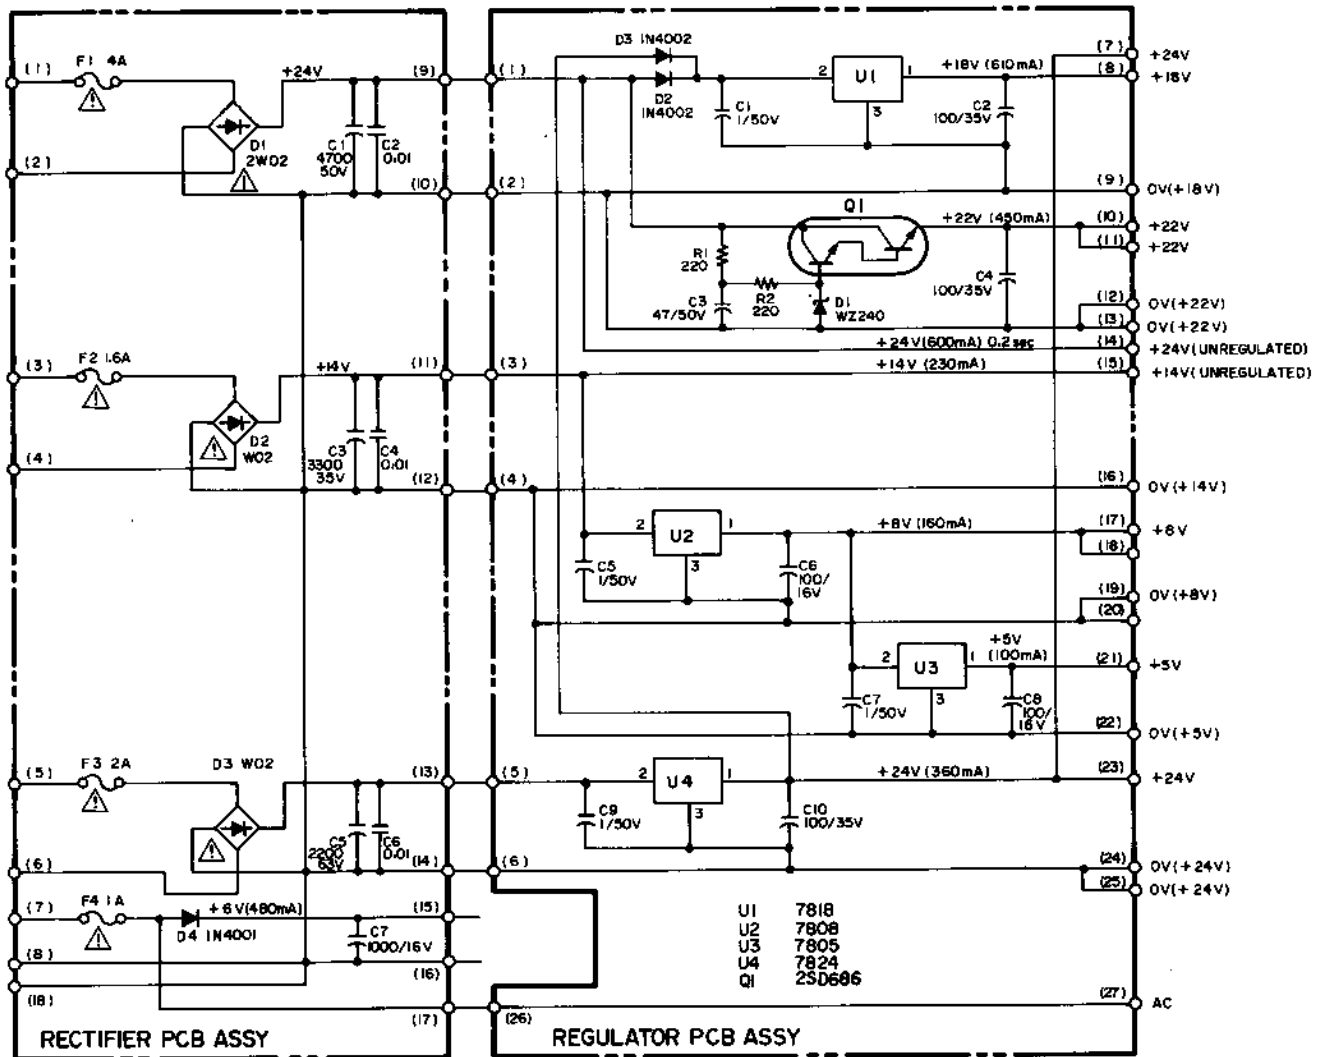 (1) F1 4A
+24V
(9)
D1
2W02
C1
4700
50V
C2
0.01
(2)
(10)
(3) F2 1.6A
+14V
(11)
D2
W02
C3
3300
35V
C4
0.01
(4)
(12)
(5) F3 2A D3 W02
(13)
C5
2200
63V
C6
0.01
(6)
(14)
(7) F4 1A
+6V(480mA)
(15)
D4 1N4001
C7
1000/16V
(8)
(16)
(18)
(17)
RECTIFIER PCB ASSY
D3 1N4002
(7) +24V
(1)
D2
1N4002
2 U1 1
3
+18V (610mA)
(8) +18V
C1
1/50V
C2
100/35V
(2)
(9) 0V(+18V)
Q1
+22V (450mA)
(10) +22V
(11) +22V
R1
220
R2
220
C3
47/50V
D1
WZ240
C4
100/35V
(12) 0V(+22V)
(13) 0V(+22V)
+24V(600mA) 0.2sec
(14) +24V(UNREGULATED)
(3)
+14V (230mA)
(15) +14V(UNREGULATED)
(4)
(16) 0V(+14V)
2 U2 1
3
+8V (160mA)
(17) +8V
(18)
C5
1/50V
C6
100/
16V
(19) 0V(+8V)
(20)
2 U3 1
3
+5V
(100mA)
(21) +5V
C7
1/50V
C8
100/
16V
(22) 0V(+5V)
(5)
2 U4 1
3
+24V (360mA)
(23) +24V
C9
1/50V
C10
100/35V
(6)
(24) 0V(+24V)
(25) 0V(+24V)
U1 7818
U2 7808
U3 7805
U4 7824
Q1 2SD686
(26)
(27) AC
REGULATOR PCB ASSY